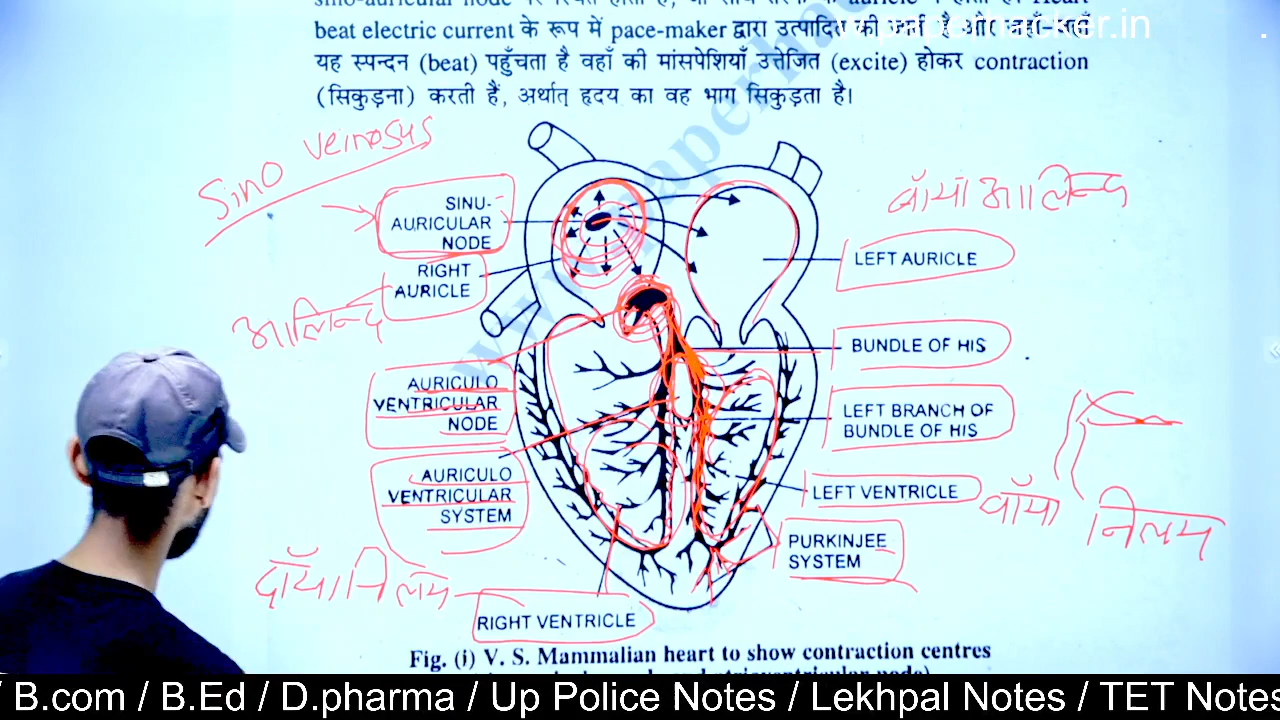 beat electric current के रूप में pace-maker द्वारा उत्पादित की जाती है और
यह स्पन्दन (beat) पहुँचता है वहाँ की मांसपेशियाँ उत्तेजित (excite) होकर contraction
(सिकुड़ना) करती हैं, अर्थात् हृदय का वह भाग सिकुड़ता है।
Sino Veinosus
SINU-
AURICULAR
NODE
बाँया आलिन्द
RIGHT
AURICLE
LEFT AURICLE
आलिन्द
BUNDLE OF HIS
AURICULO
VENTRICULAR
NODE
LEFT BRANCH OF
BUNDLE OF HIS
AURICULO
VENTRICULAR
SYSTEM
LEFT VENTRICLE
बाँया निलय
PURKINJEE
SYSTEM
दाँया निलय
RIGHT VENTRICLE
Fig. (i) V. S. Mammalian heart to show contraction centres
/ B.com / B.Ed / D.pharma / Up Police Notes / Lekhpal Notes / TET Notes